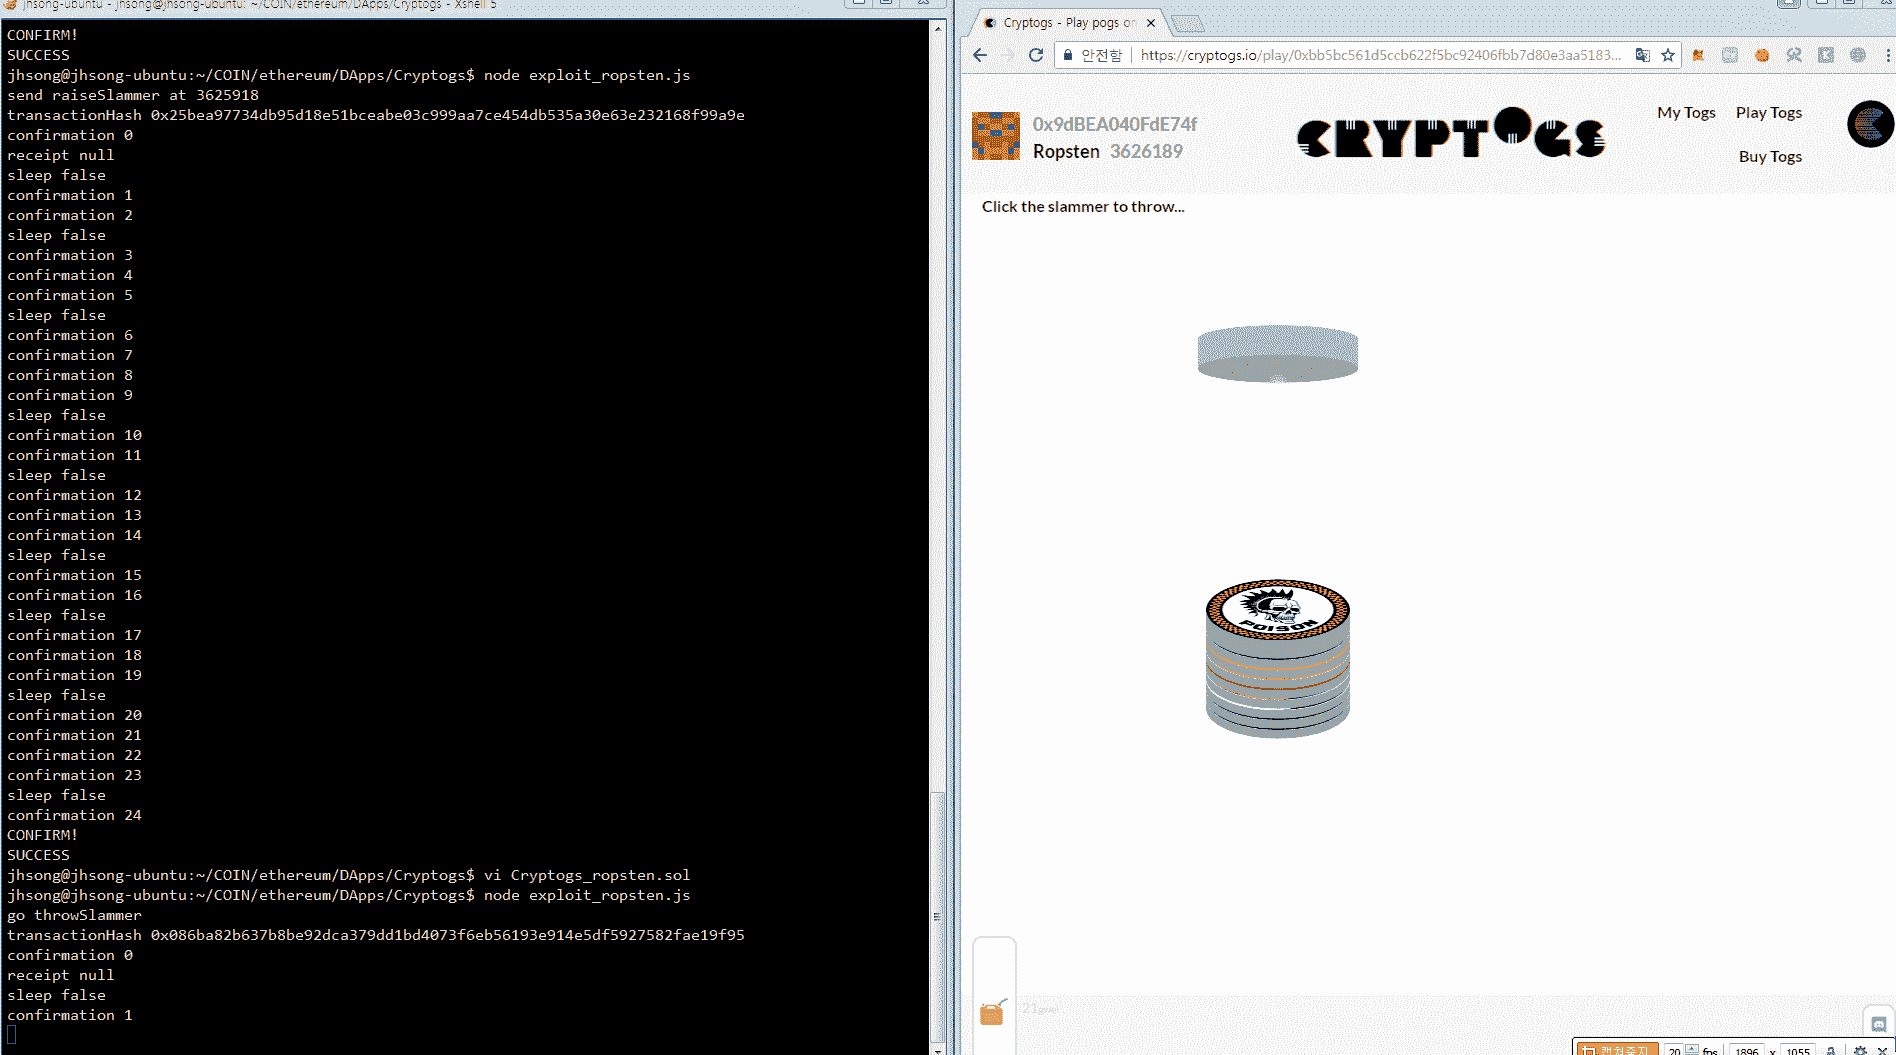 jhsong-ubuntu - jhsong@jhsong-ubuntu: ~/COIN/ethereum/DApps/Cryptogs - Xshell 5
CONFIRM!
SUCCESS
jhsong@jhsong-ubuntu:~/COIN/ethereum/DApps/Cryptogs$ node exploit_ropsten.js
send raiseSlammer at 3625918
transactionHash 0x25bea97734db95d18e51bceabe03c999aa7ce454db535a30e63e232168f99a9e
confirmation 0
receipt null
sleep false
confirmation 1
confirmation 2
sleep false
confirmation 3
confirmation 4
confirmation 5
sleep false
confirmation 6
confirmation 7
confirmation 8
confirmation 9
sleep false
confirmation 10
confirmation 11
sleep false
confirmation 12
confirmation 13
confirmation 14
sleep false
confirmation 15
confirmation 16
sleep false
confirmation 17
confirmation 18
confirmation 19
sleep false
confirmation 20
confirmation 21
confirmation 22
confirmation 23
sleep false
confirmation 24
CONFIRM!
SUCCESS
jhsong@jhsong-ubuntu:~/COIN/ethereum/DApps/Cryptogs$ vi Cryptogs_ropsten.sol
jhsong@jhsong-ubuntu:~/COIN/ethereum/DApps/Cryptogs$ node exploit_ropsten.js
go throwSlammer
transactionHash 0x086ba82b637b8be92dca379dd1bd4073f6eb56193e914e5df5927582fae19f95
confirmation 0
receipt null
sleep false
confirmation 1
Cryptogs - Play pogs on
안전함 https://cryptogs.io/play/0xbb5bc561d5ccb622f5bc92406fbb7d80e3aa5183...
0x9dBEA040FdE74f
Ropsten 3626189
CRYPTOGS
My Togs Play Togs
Buy Togs
Click the slammer to throw...
POISON
21gwei
캡쳐중지 20 fps 1896 x 1055